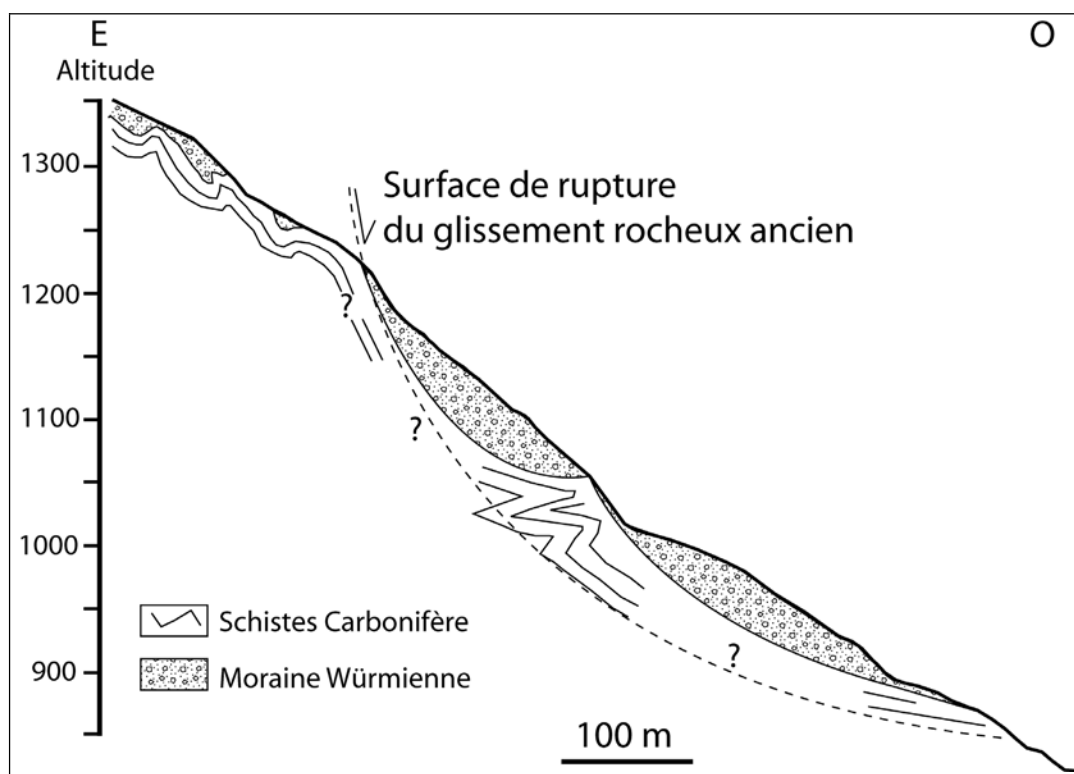 E
O
Altitude
1300
Surface de rupture
du glissement rocheux ancien
1200
?
1100
?
1000
Schistes Carbonifère
900
?
Moraine Würmienne
100 m